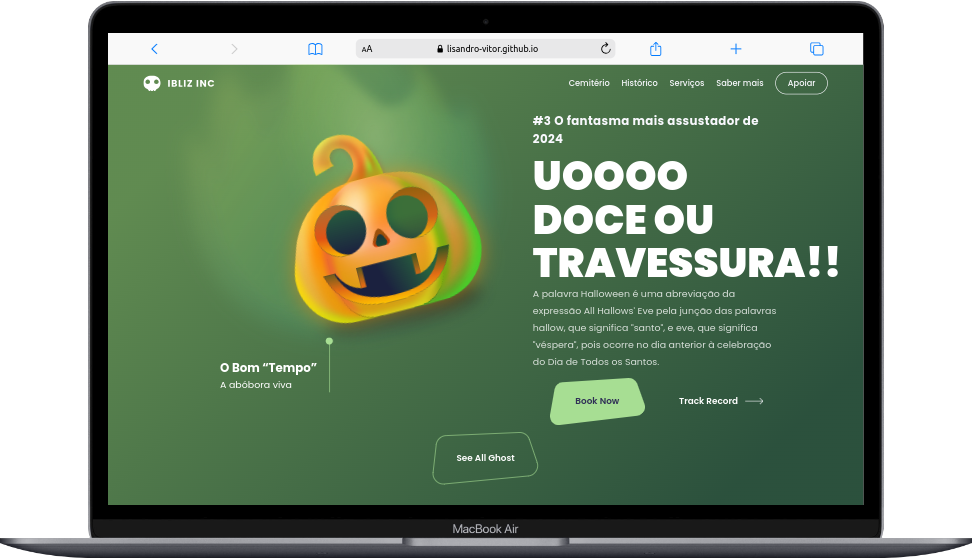 AA
lisandro-vitor.github.io
IBLIZ INC
Cemitério Histórico Serviços Saber mais Apoiar
#3 O fantasma mais assustador de
2024
UOOOO
DOCE OU
TRAVESSURA!!
A palavra Halloween é uma abreviação da
expressão All Hallows' Eve pela junção das palavras
hallow, que significa "santo", e eve, que significa
"véspera", pois ocorre no dia anterior à celebração
do Dia de Todos os Santos.
O Bom “Tempo”
A abóbora viva
Book Now
Track Record
See All Ghost
MacBook Air